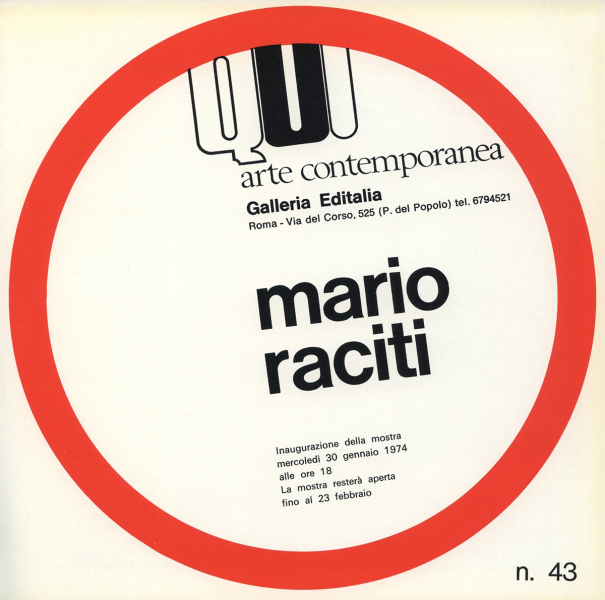 QUI
arte contemporanea
Galleria Editalia
Roma - Via del Corso, 525 (P. del Popolo) tel. 6794521
mario
raciti
Inaugurazione della mostra
mercoledì 30 gennaio 1974
alle ore 18
La mostra resterà aperta
fino al 23 febbraio
n. 43